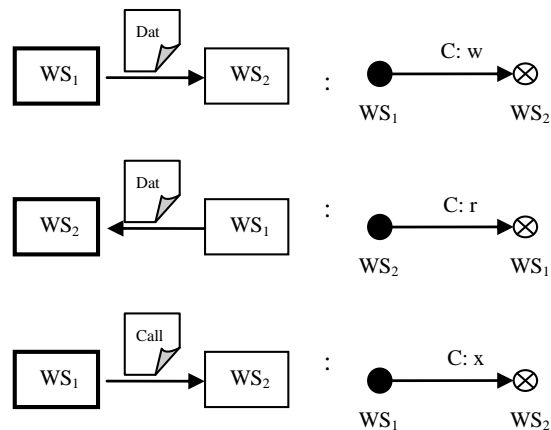 Dat
WS₁ WS₂ : C: w
WS₁ WS₂
Dat
WS₂ WS₁ : C: r
WS₂ WS₁
Call
WS₁ WS₂ : C: x
WS₁ WS₂